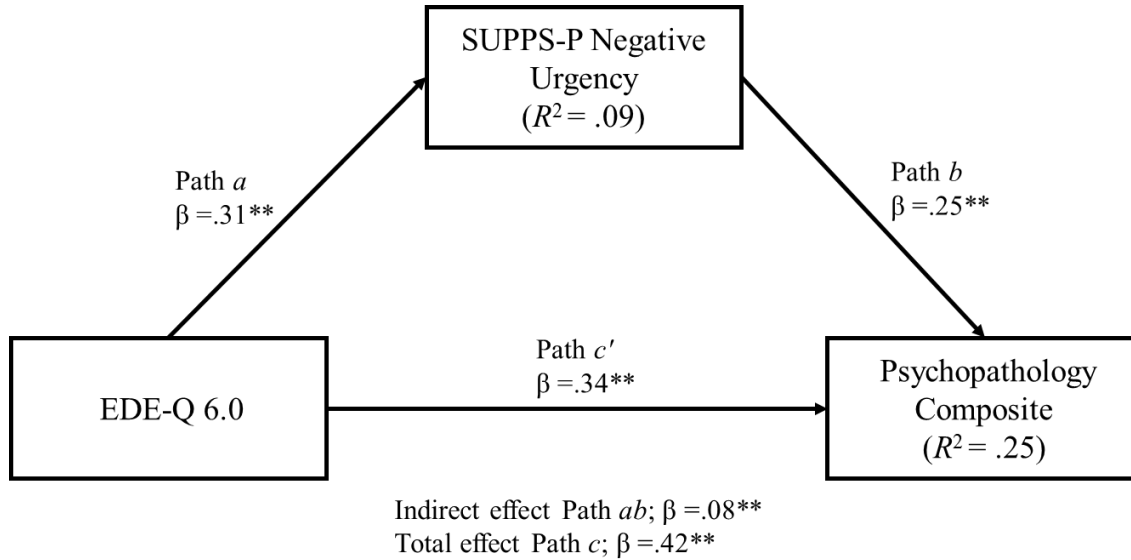 SUPPS-P Negative
Urgency
(R² = .09)
Path a
β =.31**
Path b
β =.25**
Path c′
β =.34**
EDE-Q 6.0
Psychopathology
Composite
(R² = .25)
Indirect effect Path ab; β =.08**
Total effect Path c; β =.42**